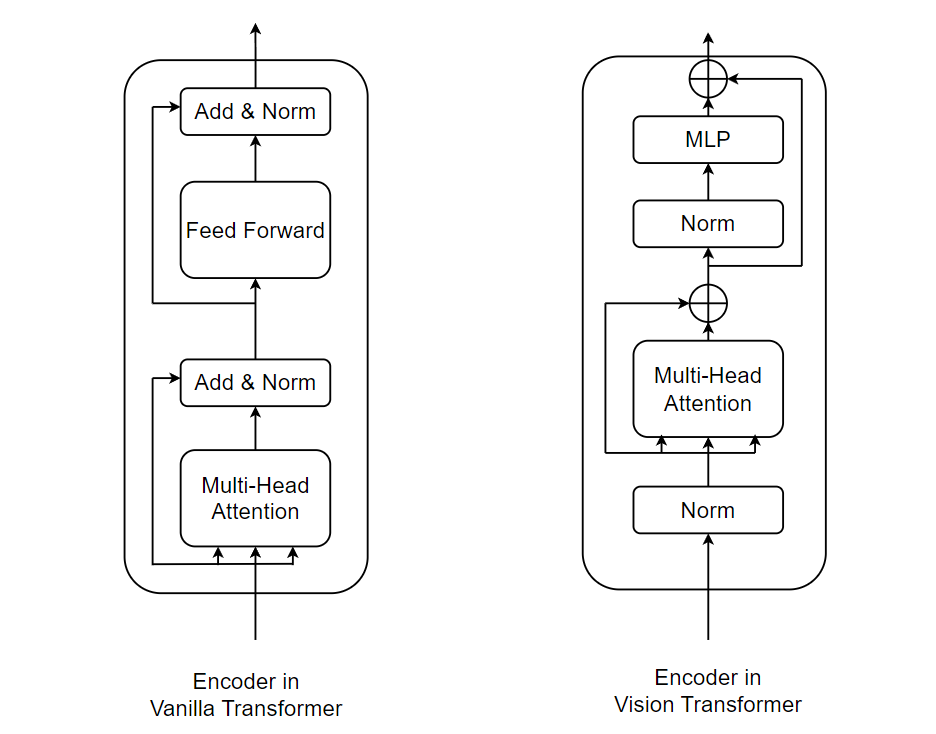 Add & Norm
Feed Forward
Add & Norm
Multi-Head
Attention
Encoder in
Vanilla Transformer
MLP
Norm
Multi-Head
Attention
Norm
Encoder in
Vision Transformer